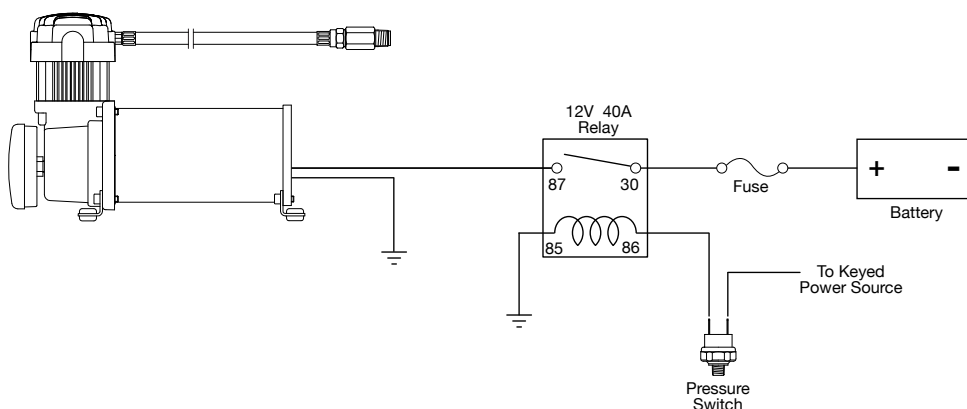 12V 40A
Relay
87 30
85 86
Fuse
+ -
Battery
To Keyed
Power Source
Pressure
Switch